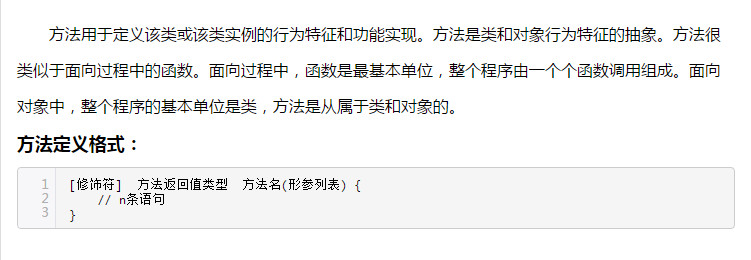 方法用于定义该类或该类实例的行为特征和功能实现。方法是类和对象行为特征的抽象。方法很
类似于面向过程中的函数。面向过程中，函数是最基本单位，整个程序由一个个函数调用组成。面向
对象中，整个程序的基本单位是类，方法是从属于类和对象的。
方法定义格式：
1 [修饰符]  方法返回值类型  方法名(形参列表) {
2     // n条语句
3 }